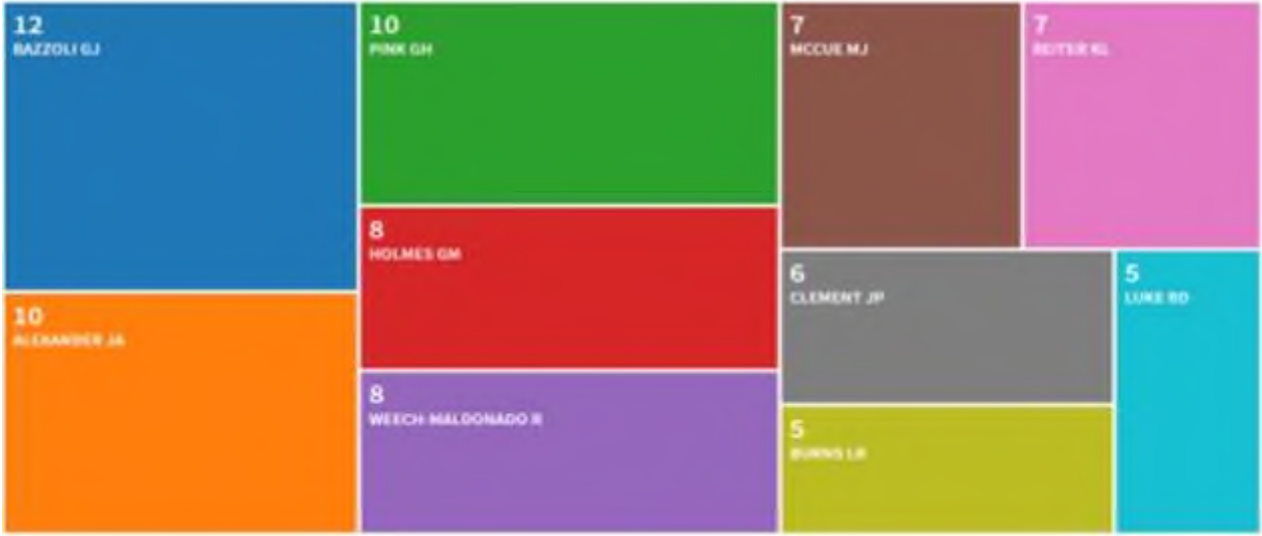 12
BAZZOLI GJ
10
ALEXANDER JA
10
PINK GH
8
HOLMES GM
8
WEECH-MALDONADO R
7
MCCUE MJ
7
REITER KL
6
CLEMENT JP
5
BURNS LR
5
LUKE RD